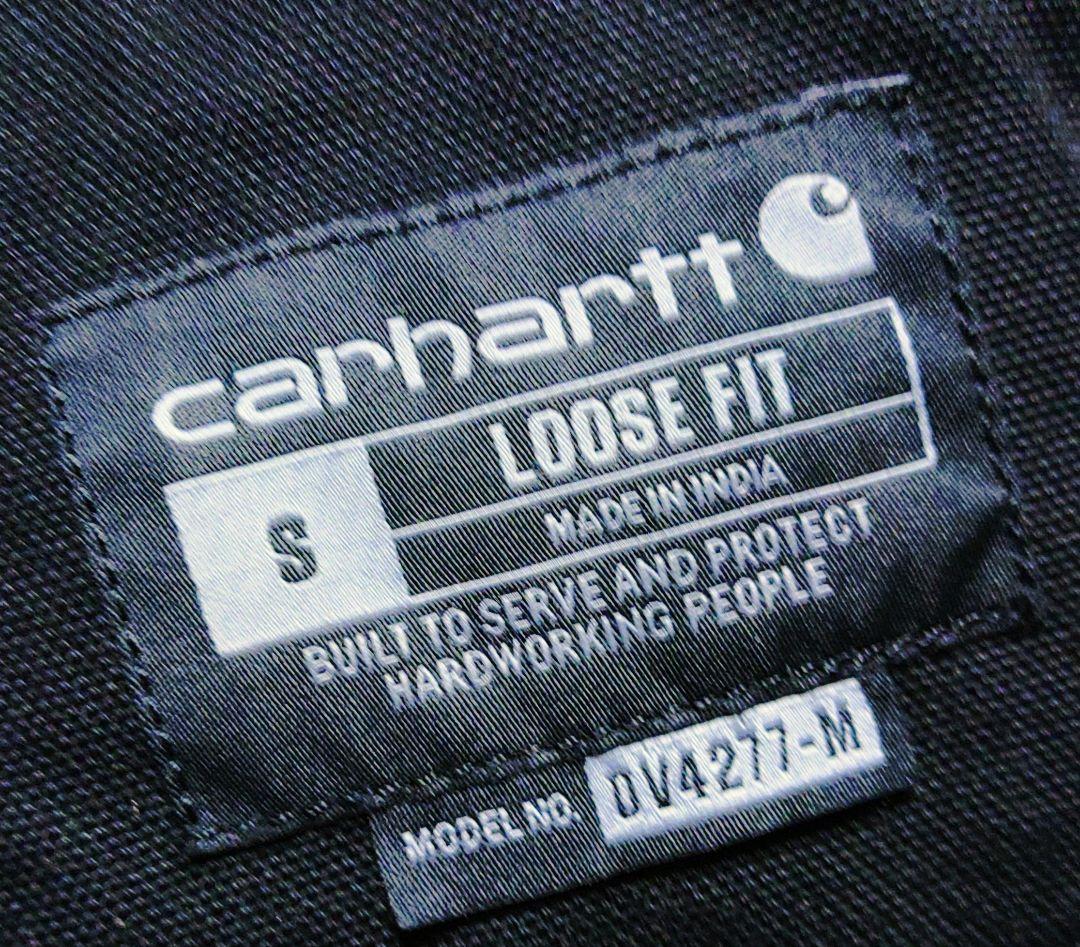 carhartt
S
LOOSE FIT
MADE IN INDIA
BUILT TO SERVE AND PROTECT
HARDWORKING PEOPLE
MODEL NO. OV4277-M